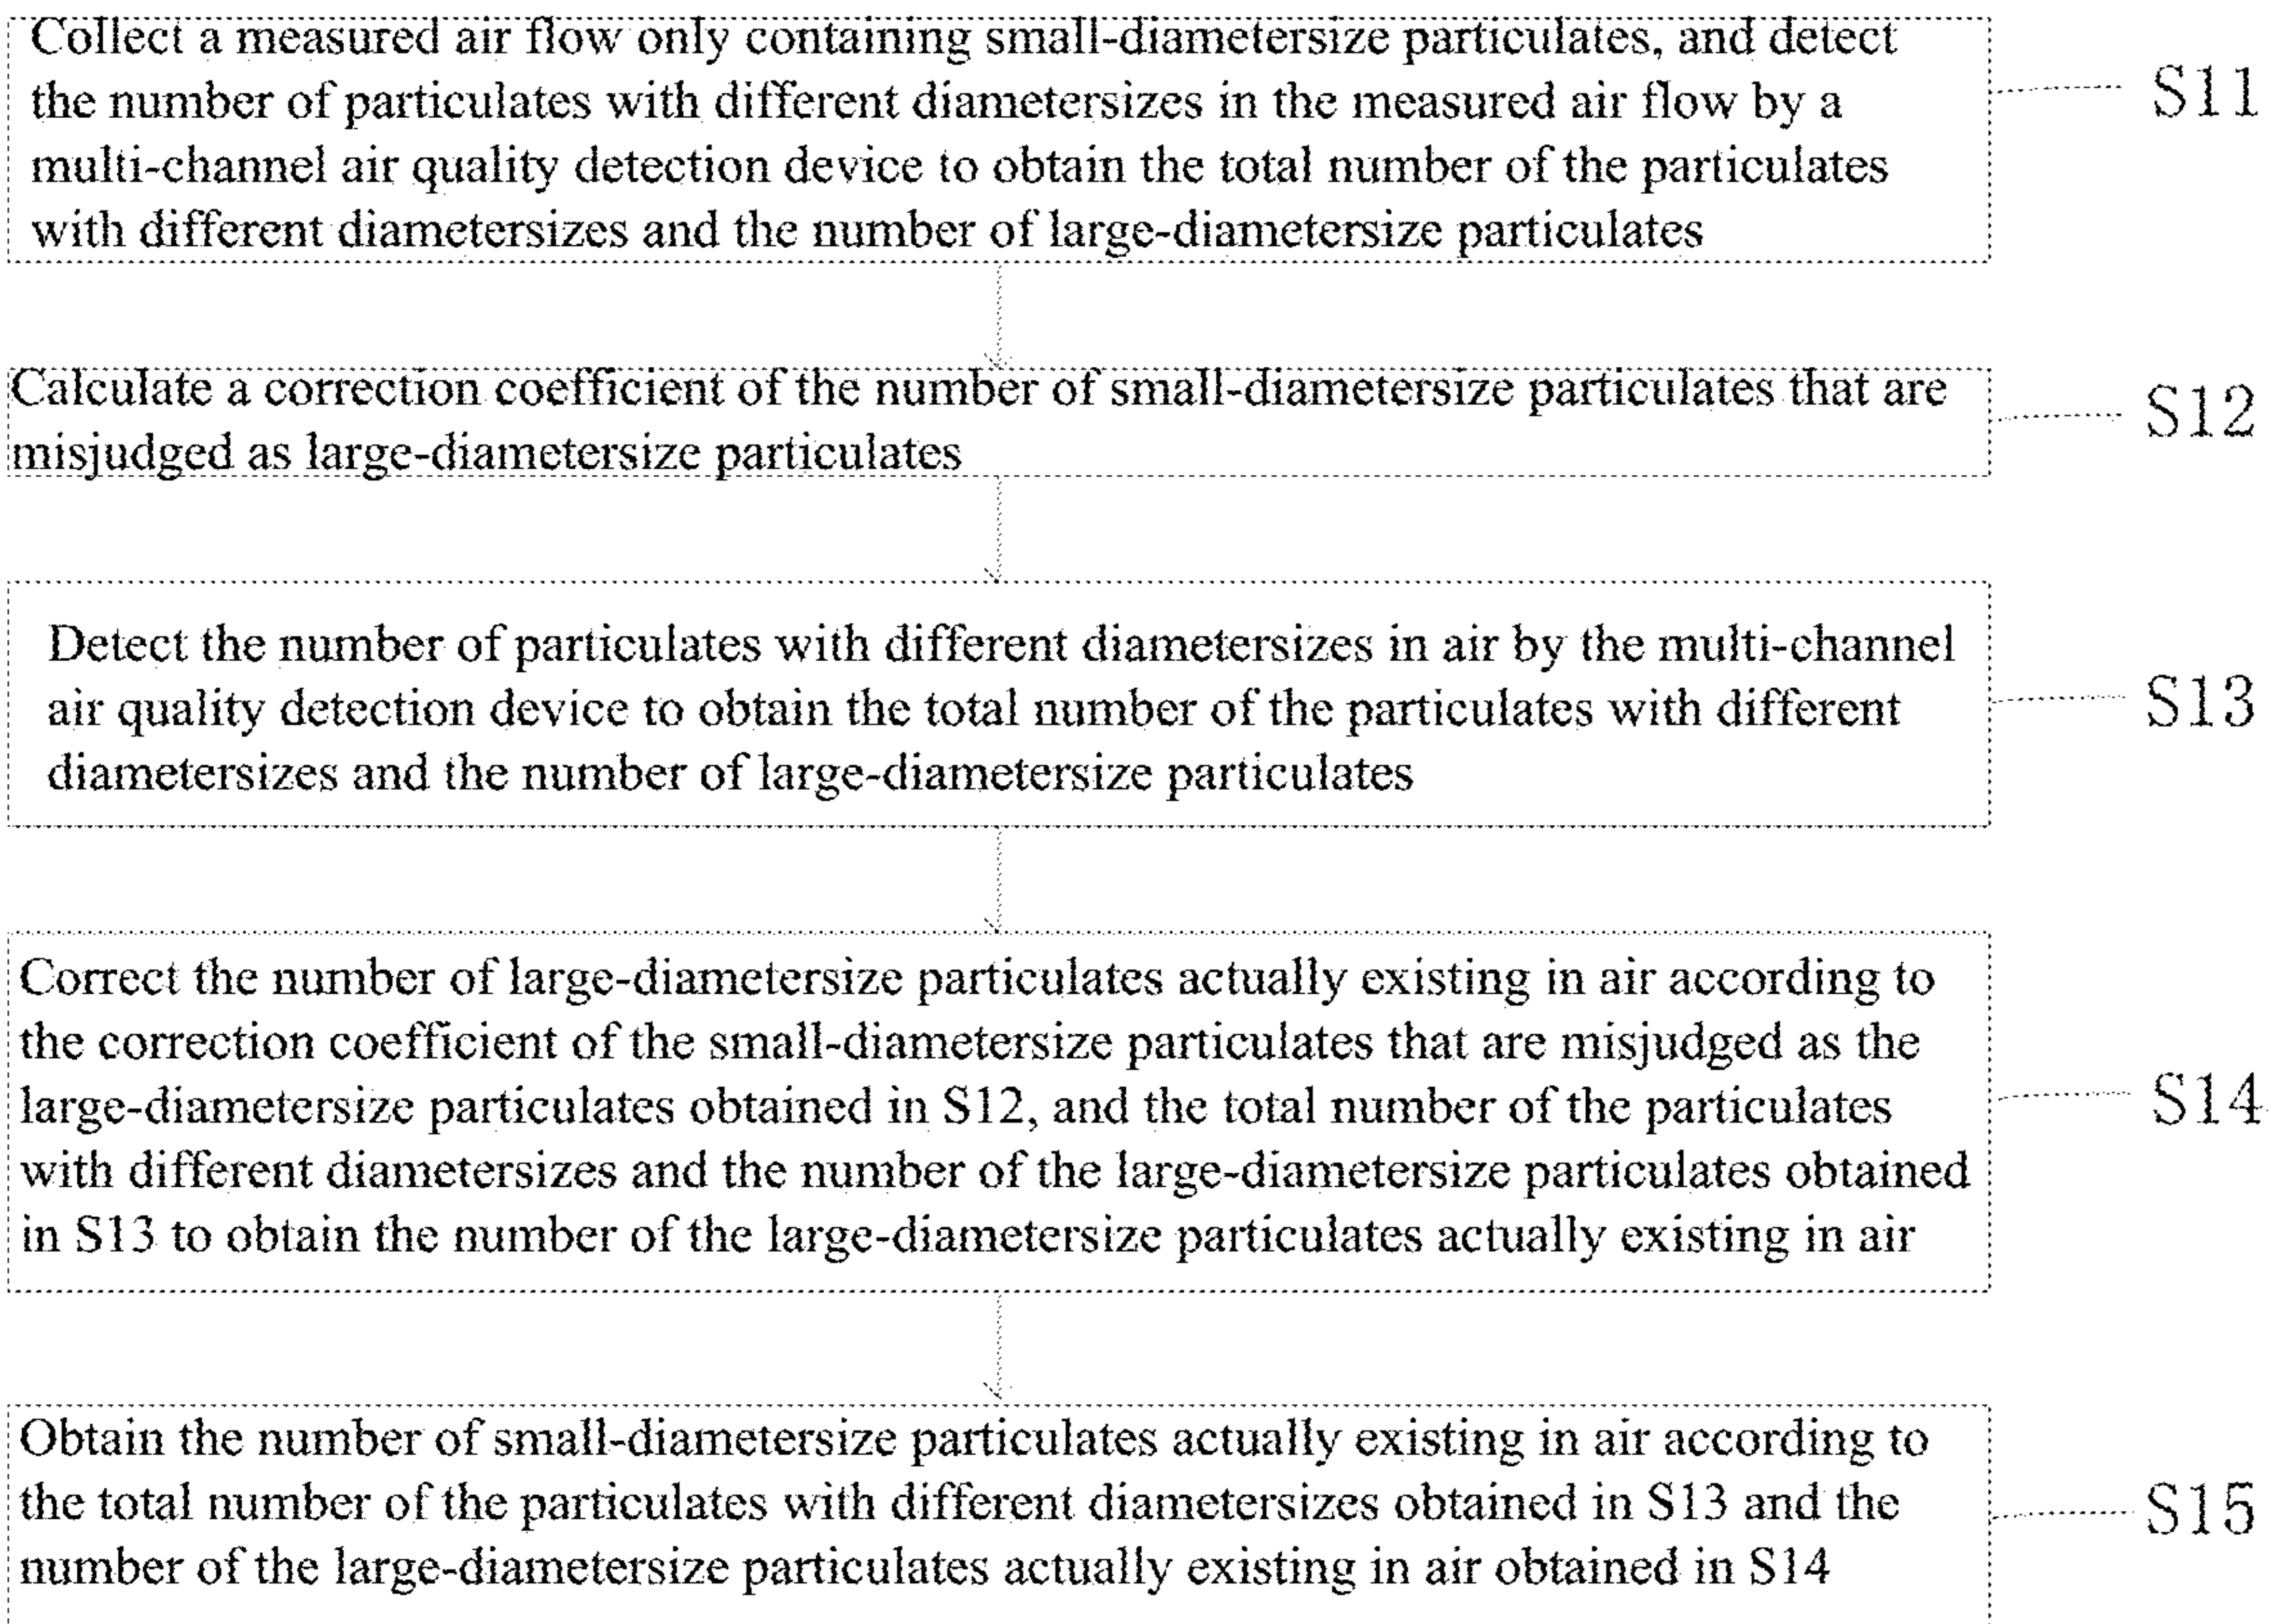 Collect a measured air flow only containing small-diametersize particulates, and detect
the number of particulates with different diametersizes in the measured air flow by a
multi-channel air quality detection device to obtain the total number of the particulates
with different diametersizes and the number of large-diametersize particulates
S11
Calculate a correction coefficient of the number of small-diametersize particulates that are
misjudged as large-diametersize particulates
S12
Detect the number of particulates with different diametersizes in air by the multi-channel
air quality detection device to obtain the total number of the particulates with different
diametersizes and the number of large-diametersize particulates
S13
Correct the number of large-diametersize particulates actually existing in air according to
the correction coefficient of the small-diametersize particulates that are misjudged as the
large-diametersize particulates obtained in S12, and the total number of the particulates
with different diametersizes and the number of the large-diametersize particulates obtained
in S13 to obtain the number of the large-diametersize particulates actually existing in air
S14
Obtain the number of small-diametersize particulates actually existing in air according to
the total number of the particulates with different diametersizes obtained in S13 and the
number of the large-diametersize particulates actually existing in air obtained in S14
S15